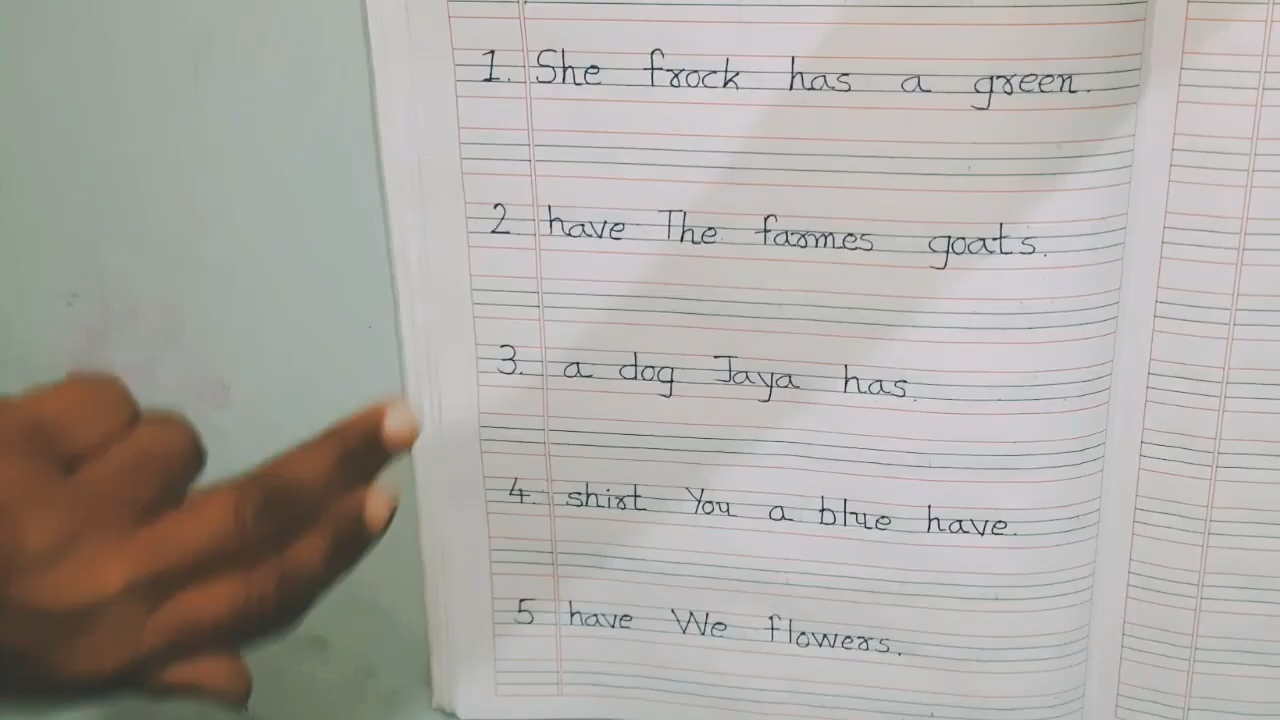 1. She frock has a green.
2 have The farmes goats.
3. a dog Jaya has.
4. shirt You a blue have.
5 have We flowers.